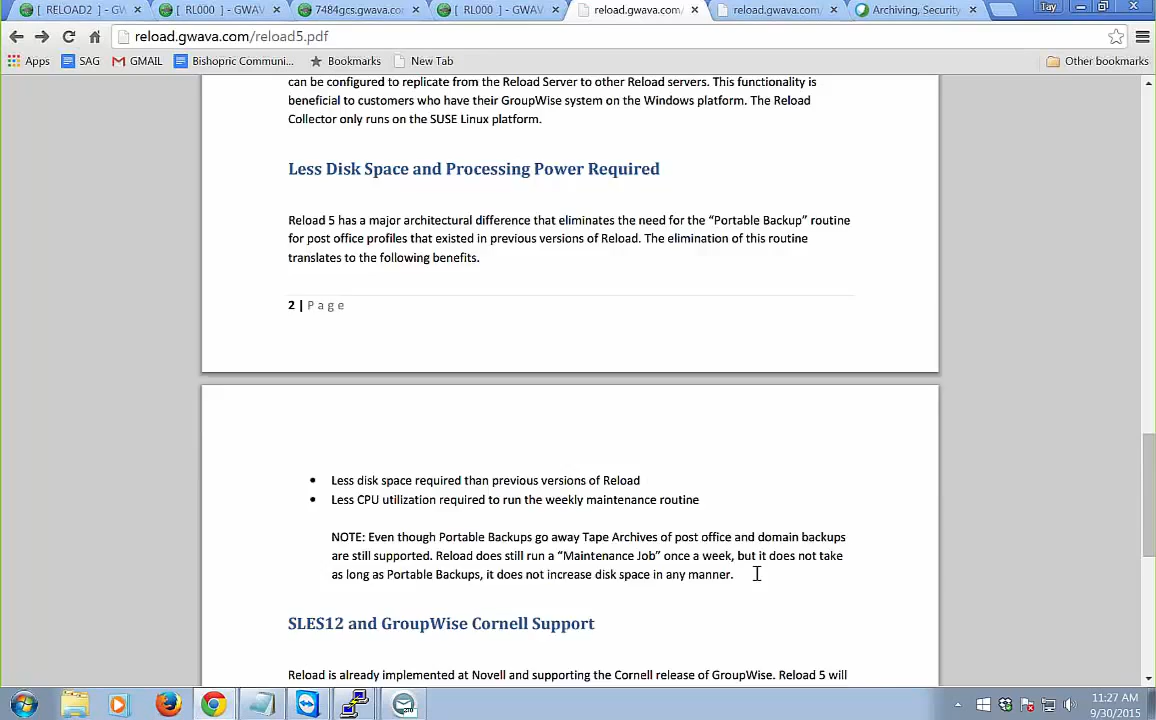 [ RELOAD2 ] - GW
[ RL000 ] - GWAV
7484gcs.gwava.co
[ RL000 ] - GWAV
reload.gwava.com/
reload.gwava.com/
Archiving, Security
Tay
reload.gwava.com/reload5.pdf
Apps
SAG
GMAIL
Bishopric Communi...
Bookmarks
New Tab
Other bookmarks
can be configured to replicate from the Reload Server to other Reload servers. This functionality is
beneficial to customers who have their GroupWise system on the Windows platform. The Reload
Collector only runs on the SUSE Linux platform.
Less Disk Space and Processing Power Required
Reload 5 has a major architectural difference that eliminates the need for the “Portable Backup” routine
for post office profiles that existed in previous versions of Reload. The elimination of this routine
translates to the following benefits.
2 | P a g e
• Less disk space required than previous versions of Reload
• Less CPU utilization required to run the weekly maintenance routine
NOTE: Even though Portable Backups go away Tape Archives of post office and domain backups
are still supported. Reload does still run a “Maintenance Job” once a week, but it does not take
as long as Portable Backups, it does not increase disk space in any manner.
SLES12 and GroupWise Cornell Support
Reload is already implemented at Novell and supporting the Cornell release of GroupWise. Reload 5 will
11:27 AM
9/30/2015